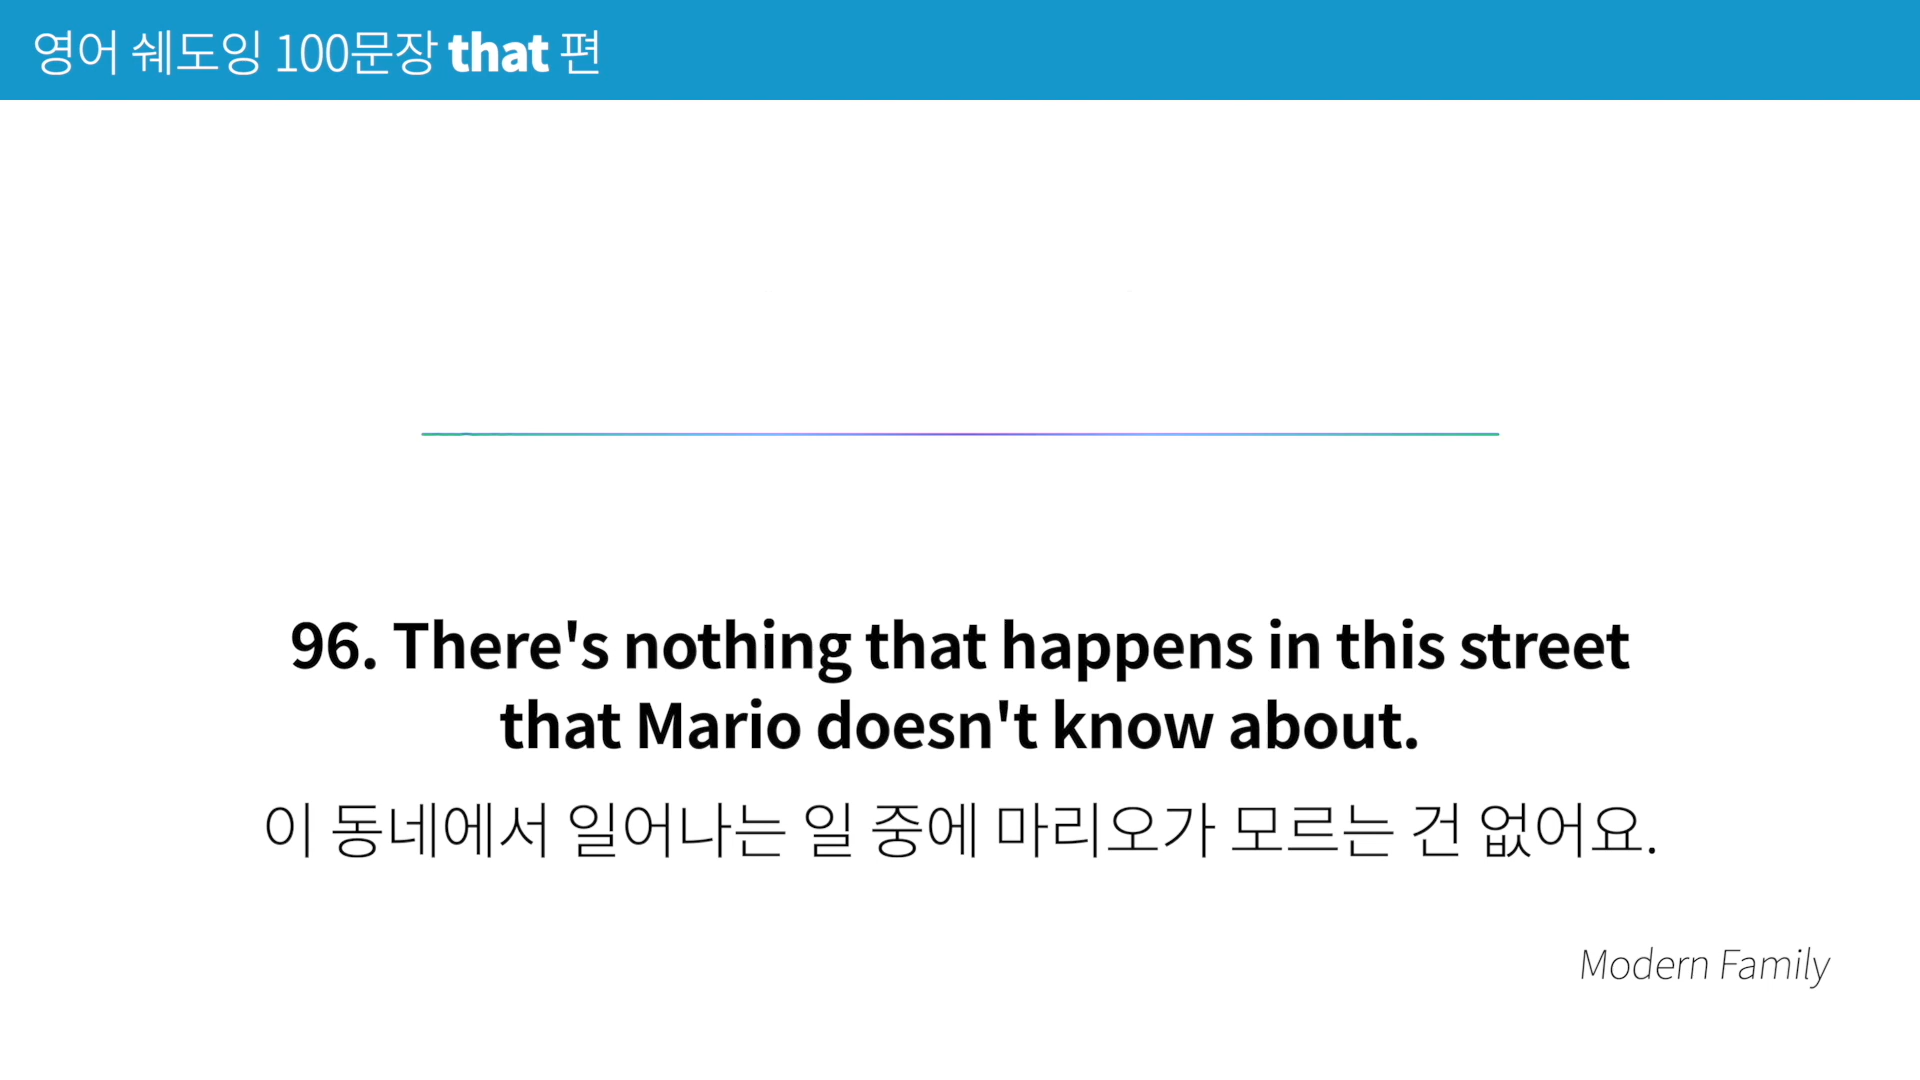 영어 쉐도잉 100문장 that 편
96. There's nothing that happens in this street
that Mario doesn't know about.
이 동네에서 일어나는 일 중에 마리오가 모르는 건 없어요.
Modern Family